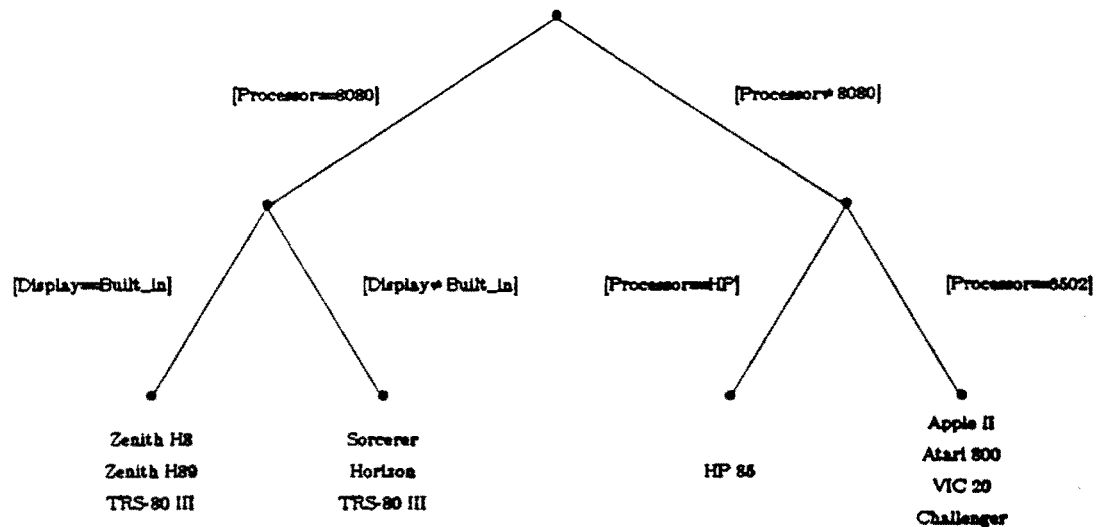 [Processor=8080]
[Processor≠ 8080]
[Display=Built_in]
[Display≠ Built_in]
[Processor=HP]
[Processor=6502]
Zenith H8
Zenith H89
TRS-80 III
Sorcerer
Horizon
TRS-80 III
HP 85
Apple II
Atari 800
VIC 20
Challenger